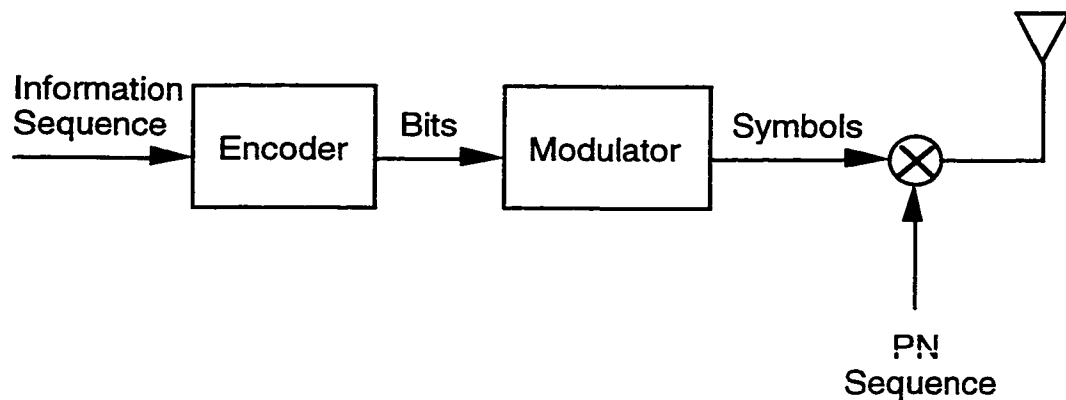 Information
Sequence
Encoder
Bits
Modulator
Symbols
PN
Sequence